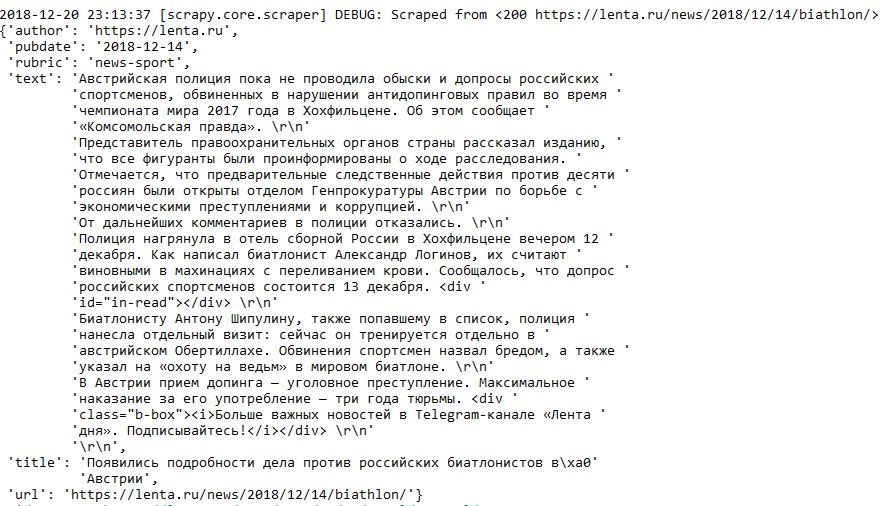 2018-12-20 23:13:37 [scrapy.core.scraper] DEBUG: Scraped from <200 https://lenta.ru/news/2018/12/14/biathlon/>
{'author': 'https://lenta.ru',
 'pubdate': '2018-12-14',
 'rubric': 'news-sport',
 'text': 'Австрийская полиция пока не проводила обыски и допросы российских '
         'спортсменов, обвиненных в нарушении антидопинговых правил во время '
         'чемпионата мира 2017 года в Хохфильцене. Об этом сообщает '
         '«Комсомольская правда». \r\n'
         'Представитель правоохранительных органов страны рассказал изданию, '
         'что все фигуранты были проинформированы о ходе расследования. '
         'Отмечается, что предварительные следственные действия против десяти '
         'россиян были открыты отделом Генпрокуратуры Австрии по борьбе с '
         'экономическими преступлениями и коррупцией. \r\n'
         'От дальнейших комментариев в полиции отказались. \r\n'
         'Полиция нагрянула в отель сборной России в Хохфильцене вечером 12 '
         'декабря. Как написал биатлонист Александр Логинов, их считают '
         'виновными в махинациях с переливанием крови. Сообщалось, что допрос '
         'российских спортсменов состоится 13 декабря. <div '
         'id="in-read"></div> \r\n'
         'Биатлонисту Антону Шипулину, также попавшему в список, полиция '
         'нанесла отдельный визит: сейчас он тренируется отдельно в '
         'австрийском Обертиллахе. Обвинения спортсмен назвал бредом, а также '
         'указал на «охоту на ведьм» в мировом биатлоне. \r\n'
         'В Австрии прием допинга — уголовное преступление. Максимальное '
         'наказание за его употребление — три года тюрьмы. <div '
         'class="b-box"><i>Больше важных новостей в Telegram-канале «Лента '
         'дня». Подписывайтесь!</i></div> \r\n'
         '\r\n',
 'title': 'Появились подробности дела против российских биатлонистов в\xa0'
          'Австрии',
 'url': 'https://lenta.ru/news/2018/12/14/biathlon/'}